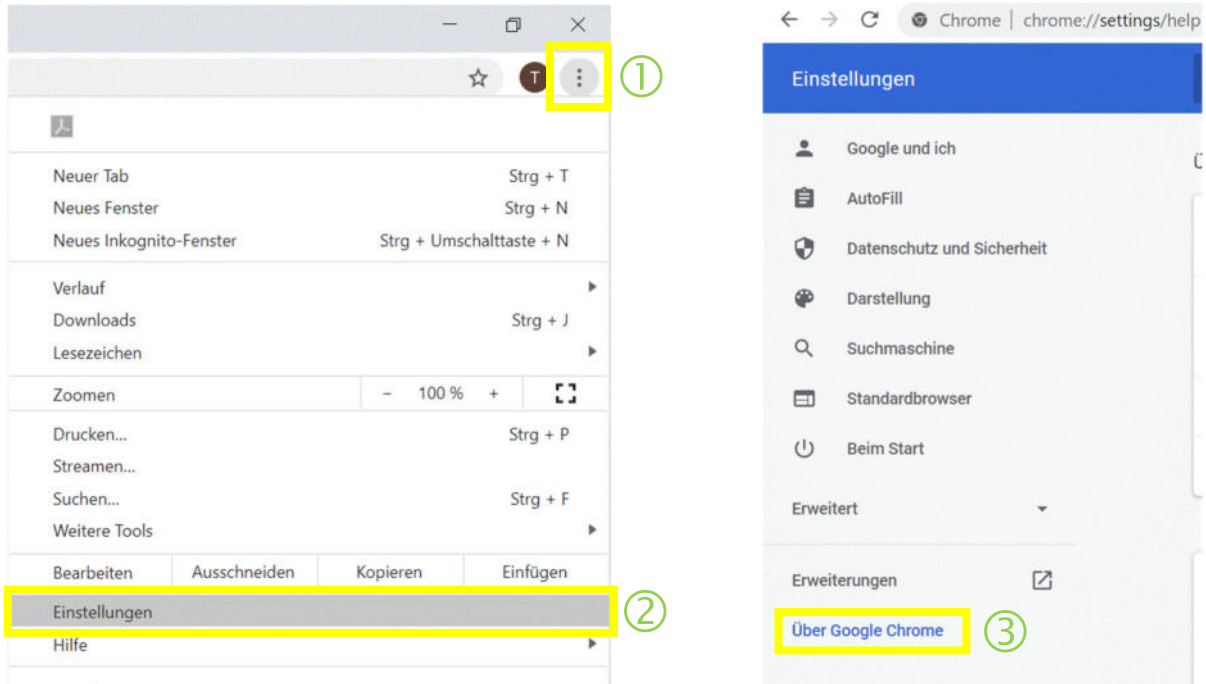 T
①
Neuer Tab Strg + T
Neues Fenster Strg + N
Neues Inkognito-Fenster Strg + Umschalttaste + N
Verlauf
Downloads Strg + J
Lesezeichen
Zoomen - 100 % +
Drucken... Strg + P
Streamen...
Suchen... Strg + F
Weitere Tools
Bearbeiten Ausschneiden Kopieren Einfügen
Einstellungen
②
Hilfe
Chrome | chrome://settings/help
Einstellungen
Google und ich
AutoFill
Datenschutz und Sicherheit
Darstellung
Suchmaschine
Standardbrowser
Beim Start
Erweitert
Erweiterungen
Über Google Chrome
③